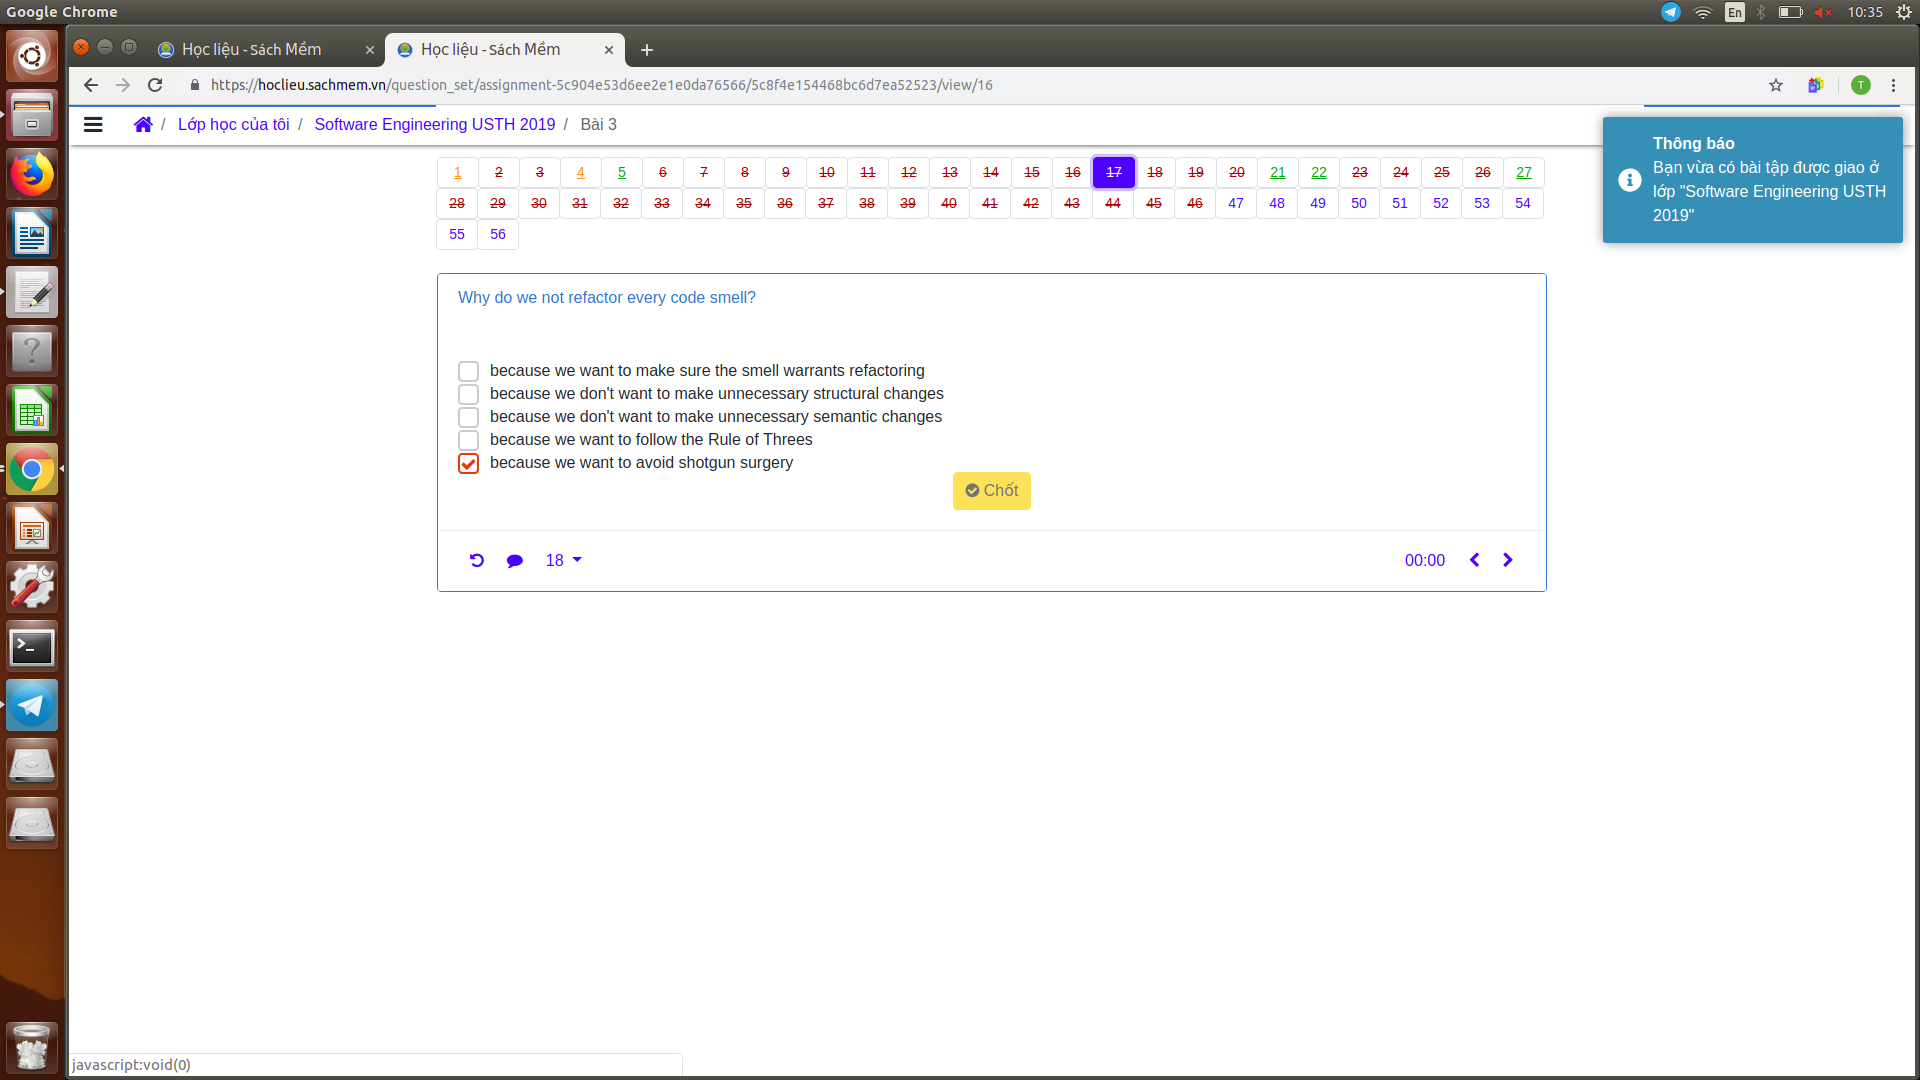 Google Chrome
En
10:35
Học liệu - Sách Mềm
Học liệu - Sách Mềm
https://hoclieu.sachmem.vn/question_set/assignment-5c904e53d6ee2e1e0da76566/5c8f4e154468bc6d7ea52523/view/16
T
/ Lớp học của tôi / Software Engineering USTH 2019 / Bài 3
Thông báo
Bạn vừa có bài tập được giao ở
lớp "Software Engineering USTH
2019"
1 2 3 4 5 6 7 8 9 10 11 12 13 14 15 16 17 18 19 20 21 22 23 24 25 26 27
28 29 30 31 32 33 34 35 36 37 38 39 40 41 42 43 44 45 46 47 48 49 50 51 52 53 54
55 56
Why do we not refactor every code smell?
because we want to make sure the smell warrants refactoring
because we don't want to make unnecessary structural changes
because we don't want to make unnecessary semantic changes
because we want to follow the Rule of Threes
because we want to avoid shotgun surgery
Chốt
18
00:00
javascript:void(0)